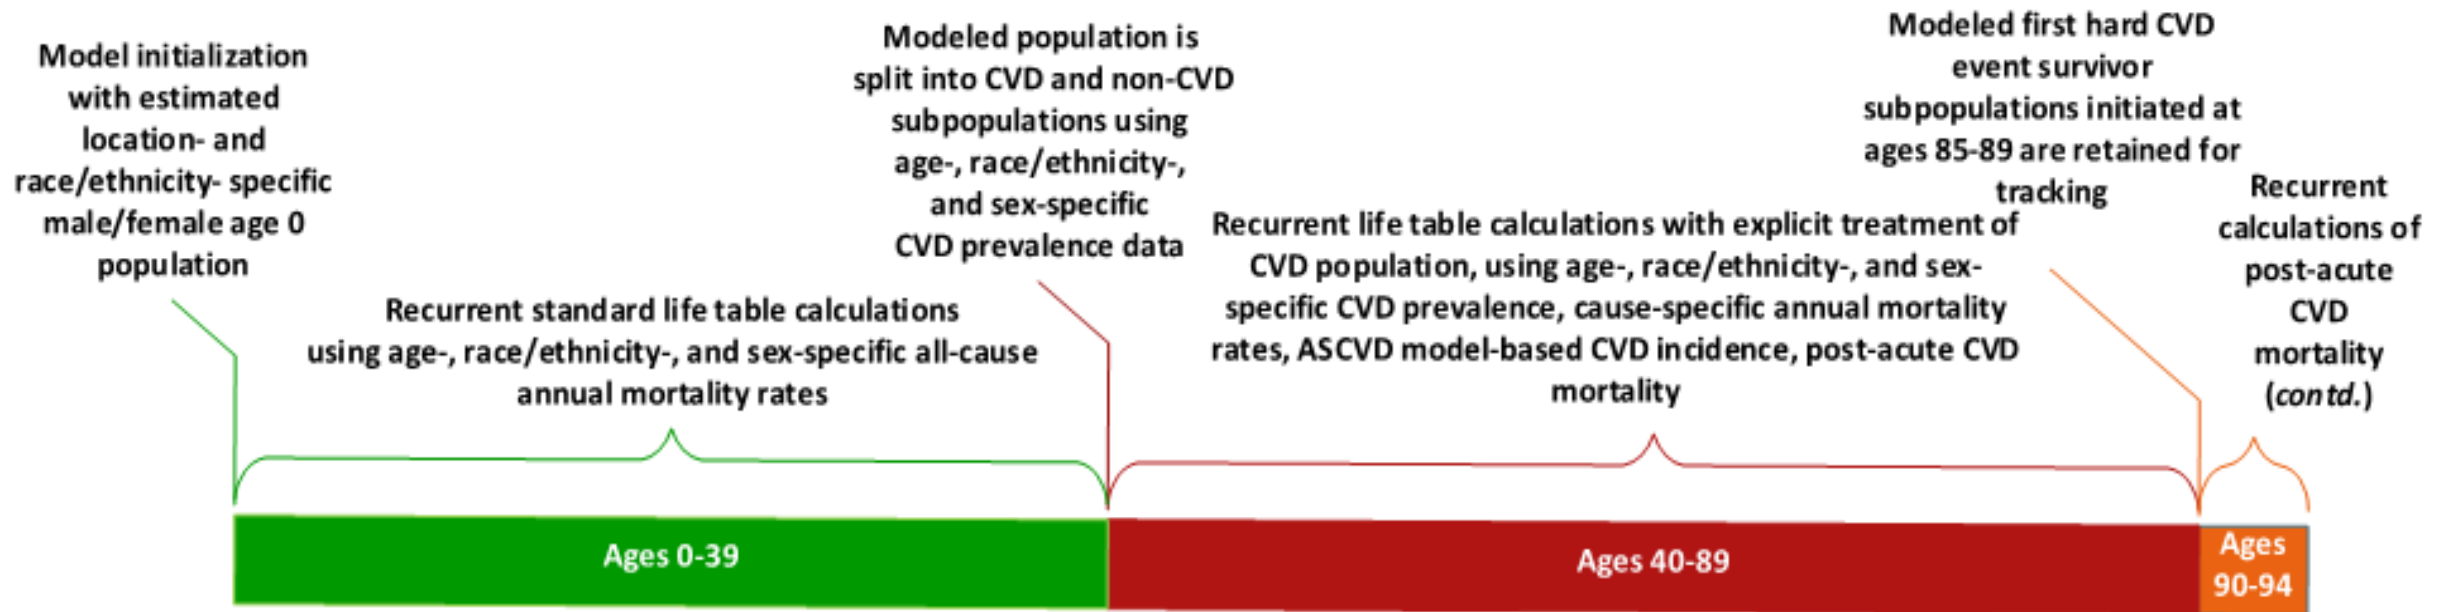 Model initialization
with estimated
location- and
race/ethnicity- specific
male/female age 0
population
Recurrent standard life table calculations
using age-, race/ethnicity-, and sex-specific all-cause
annual mortality rates
Modeled population is
split into CVD and non-CVD
subpopulations using
age-, race/ethnicity-,
and sex-specific
CVD prevalence data
Recurrent life table calculations with explicit treatment of
CVD population, using age-, race/ethnicity-, and sex-
specific CVD prevalence, cause-specific annual mortality
rates, ASCVD model-based CVD incidence, post-acute CVD
mortality
Modeled first hard CVD
event survivor
subpopulations initiated at
ages 85-89 are retained for
tracking
Recurrent
calculations of
post-acute
CVD
mortality
(contd.)
Ages 0-39
Ages 40-89
Ages
90-94